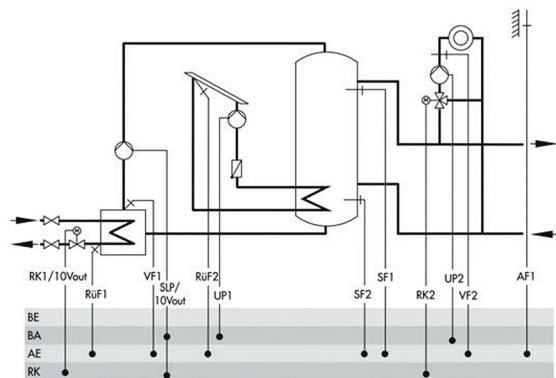 M
M
RK1/10Vout
RüF1
VF1
SLP/
10Vout
RüF2
UP1
SF2
SF1
RK2
UP2
VF2
AF1
BE
BA
AE
RK